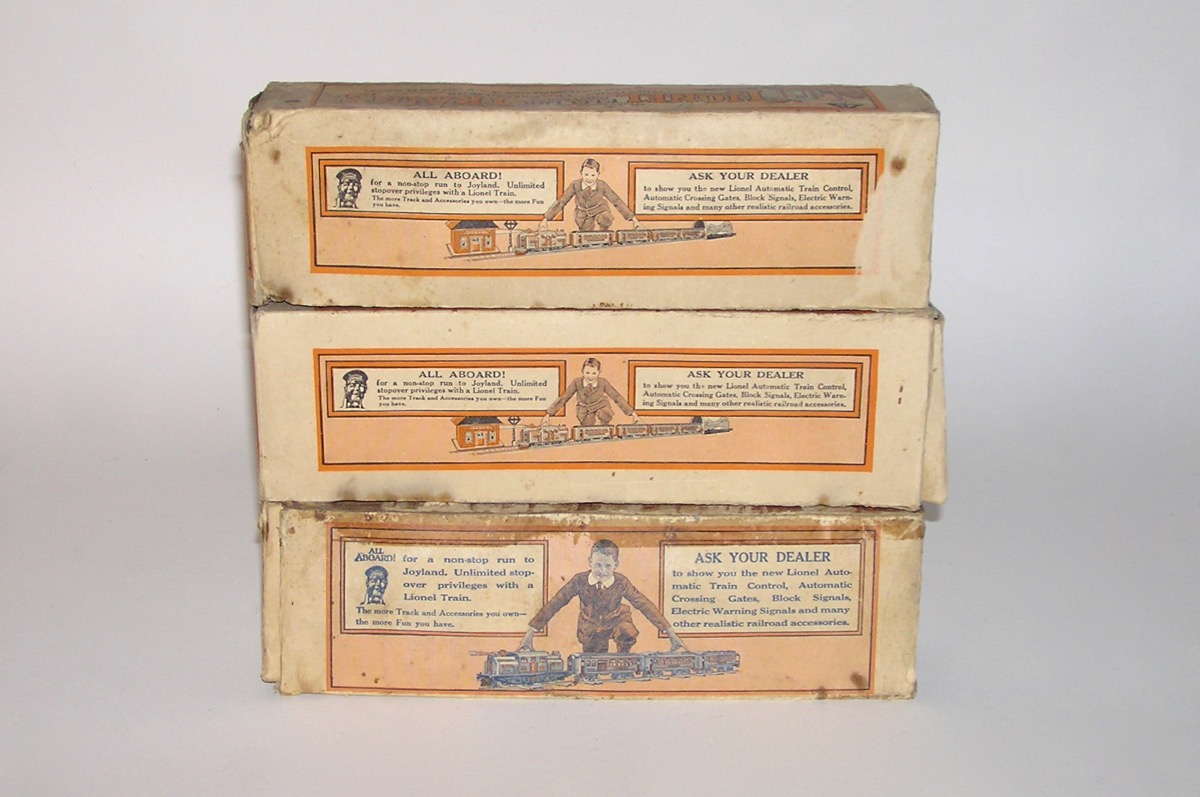 LIONEL
ALL ABOARD!
for a non-stop run to Joyland. Unlimited
stopover privileges with a Lionel Train.
The more Track and Accessories you own—the more Fun
you have.
ASK YOUR DEALER
to show you the new Lionel Automatic Train Control,
Automatic Crossing Gates, Block Signals, Electric Warn-
ing Signals and many other realistic railroad accessories.
ALL ABOARD!
for a non-stop run to Joyland. Unlimited
stopover privileges with a Lionel Train.
The more Track and Accessories you own—the more Fun
you have.
ASK YOUR DEALER
to show you the new Lionel Automatic Train Control,
Automatic Crossing Gates, Block Signals, Electric Warn-
ing Signals and many other realistic railroad accessories.
ALL
ABOARD!
for a non-stop run to
Joyland. Unlimited stop-
over privileges with a
Lionel Train.
The more Track and Accessories you own—
the more Fun you have.
ASK YOUR DEALER
to show you the new Lionel Auto-
matic Train Control, Automatic
Crossing Gates, Block Signals,
Electric Warning Signals and many
other realistic railroad accessories.